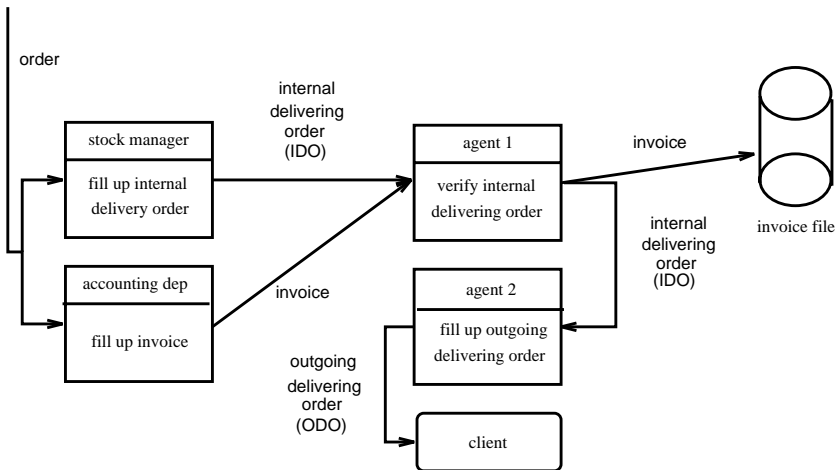 order
internal
delivering
order
(IDO)
stock manager
fill up internal
delivery order
agent 1
verify internal
delivering order
invoice
invoice file
internal
delivering
order
(IDO)
accounting dep
fill up invoice
invoice
agent 2
fill up outgoing
delivering order
outgoing
delivering
order
(ODO)
client